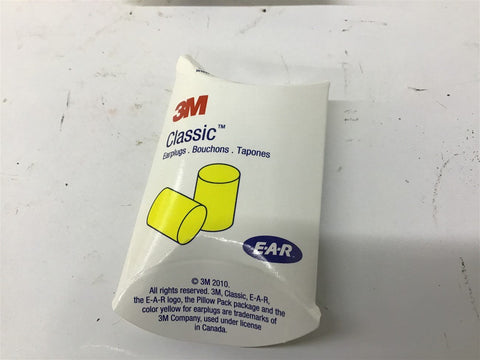 3M
Classic™
Earplugs . Bouchons . Tapones
E·A·R
© 3M 2010.
All rights reserved. 3M, Classic, E-A-R,
the E-A-R logo, the Pillow Pack package and the
color yellow for earplugs are trademarks of
3M Company, used under license
in Canada.